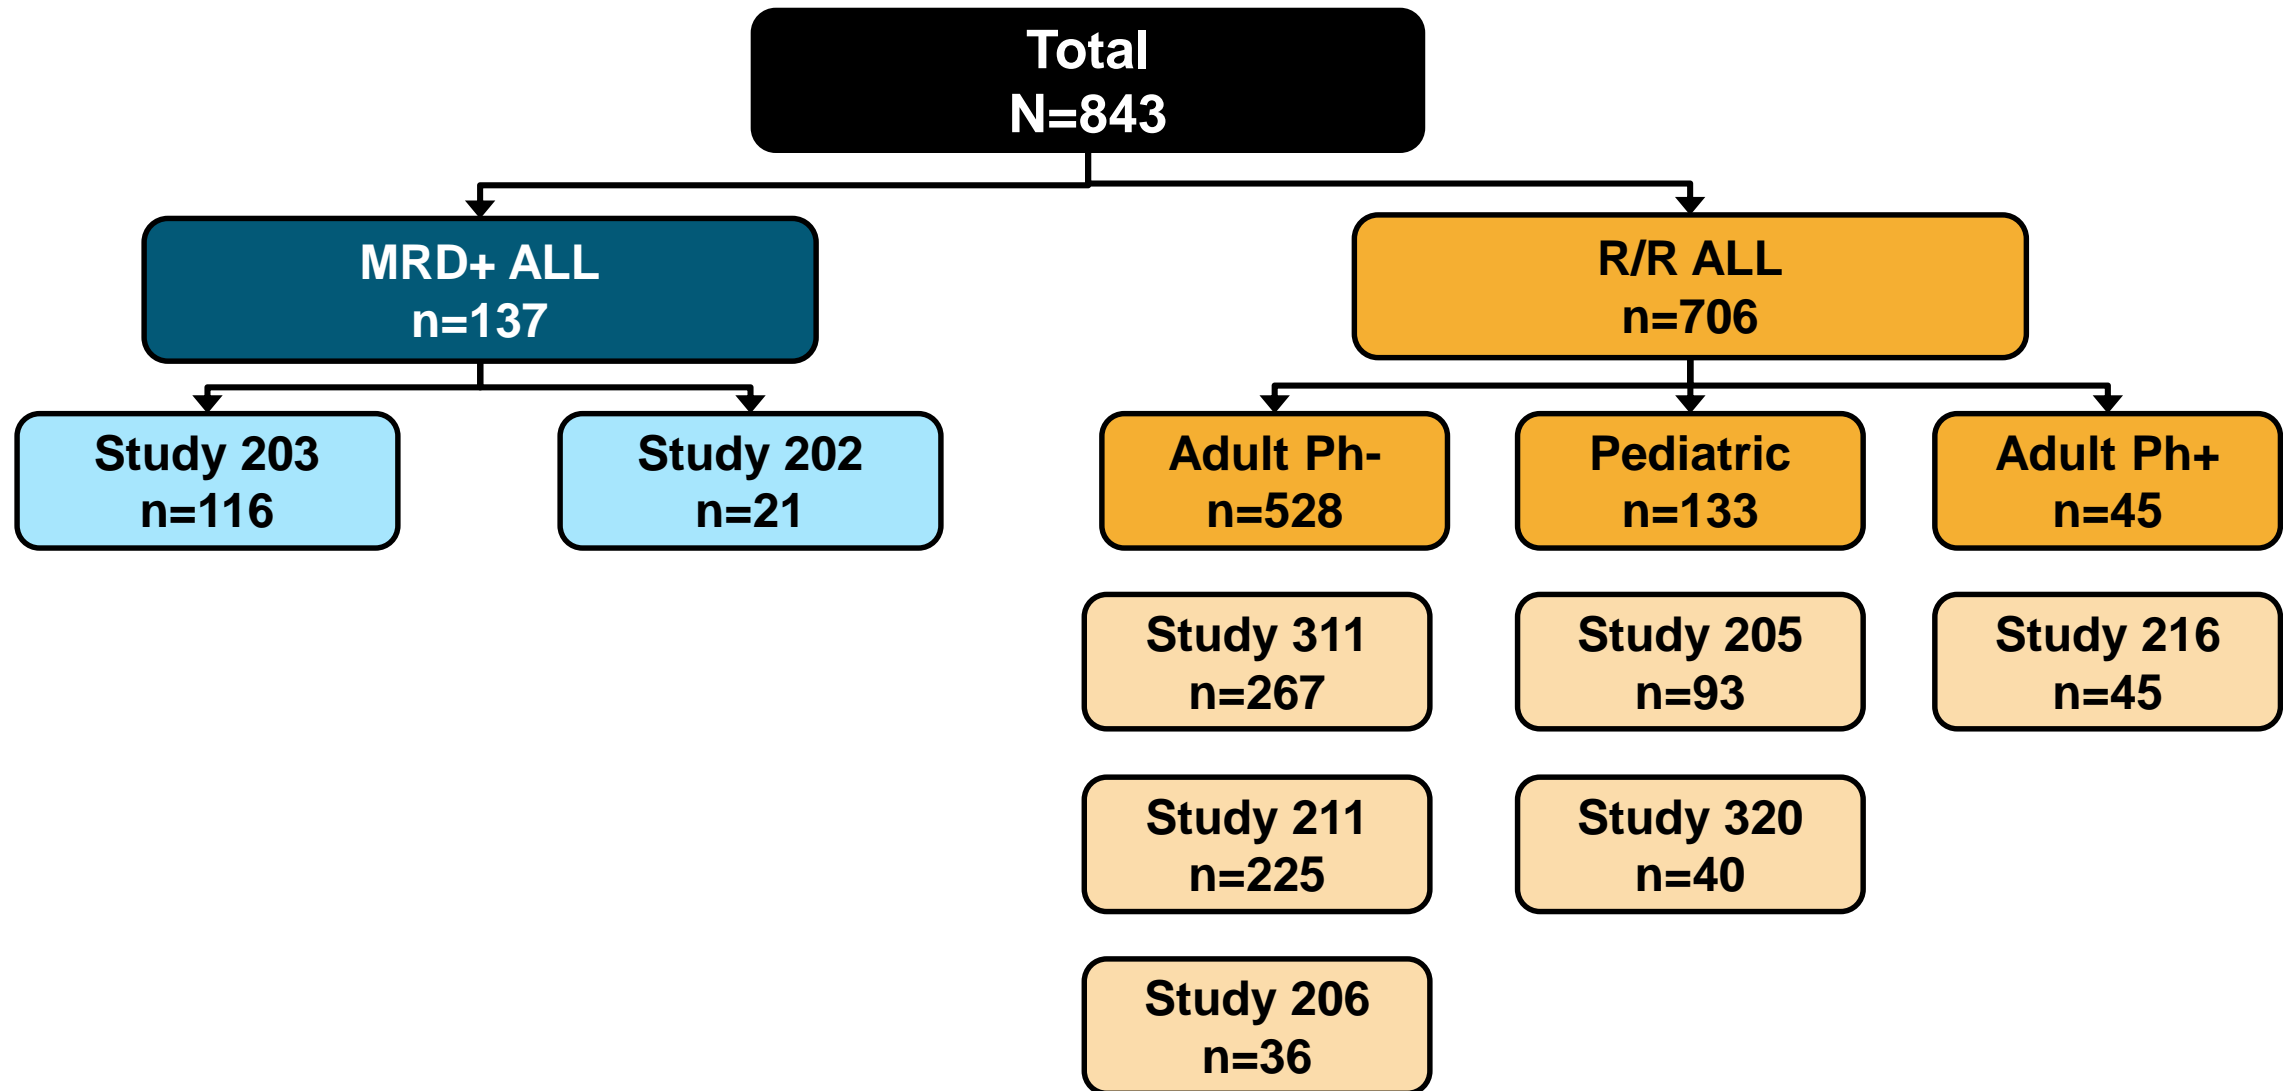 Total
N=843
MRD+ ALL
n=137
R/R ALL
n=706
Study 203
n=116
Study 202
n=21
Adult Ph-
n=528
Pediatric
n=133
Adult Ph+
n=45
Study 311
n=267
Study 205
n=93
Study 216
n=45
Study 211
n=225
Study 320
n=40
Study 206
n=36